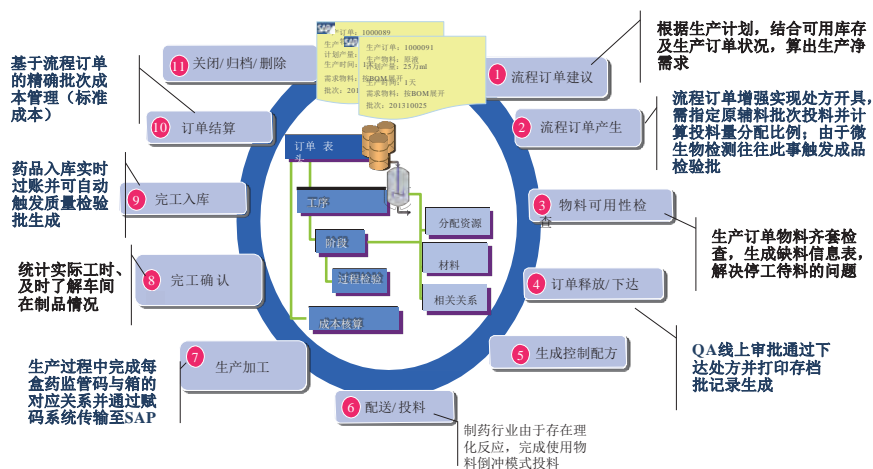 订单：1000089
生产订单：1000091
生产物料：原液
计划产量：25万ml
生产时间：1天
需求物料：按BOM展开
批次：201310025
1
流程订单建议
根据生产计划，结合可用库存
及生产订单状况，算出生产净
需求
2
流程订单产生
流程订单增强实现处方开具，
需指定原辅料批次投料并计
算投料量分配比例；由于微
生物检测往往此事触发成品
检验批
3
物料可用性检
查
生产订单物料齐套检
查，生成缺料信息表，
解决停工待料的问题
4
订单释放/下达
QA线上审批通过下
达处方并打印存档
批记录生成
5
生成控制配方
6
配送/投料
制药行业由于存在理
化反应，完成使用物
料倒冲模式投料
7
生产加工
生产过程中完成每
盒药监管码与箱的
对应关系并通过赋
码系统传输至SAP
8
完工确认
统计实际工时、
及时了解车间
在制品情况
9
完工入库
药品入库实时
过账并可自动
触发质量检验
批生成
10
订单结算
基于流程订单
的精确批次成
本管理（标准
成本）
11
关闭/归档/删除
订单 表
头
工序
阶段
过程检验
成本核算
分配资源
材料
相关关系